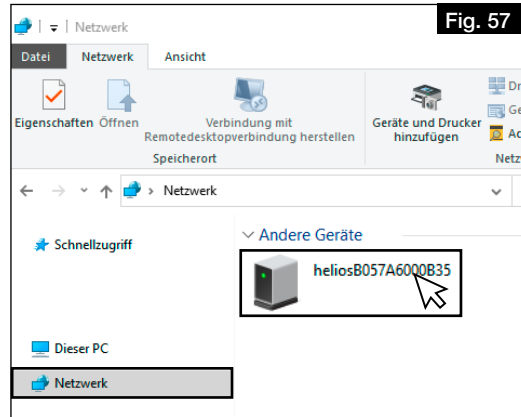 Fig. 57
Netzwerk
Datei Netzwerk Ansicht
Eigenschaften Öffnen
Verbindung mit
Remotedesktopverbindung herstellen
Geräte und Drucker
hinzufügen
Speicherort
Netzwerk
Schnellzugriff
Andere Geräte
heliosB057A6000B35
Dieser PC
Netzwerk